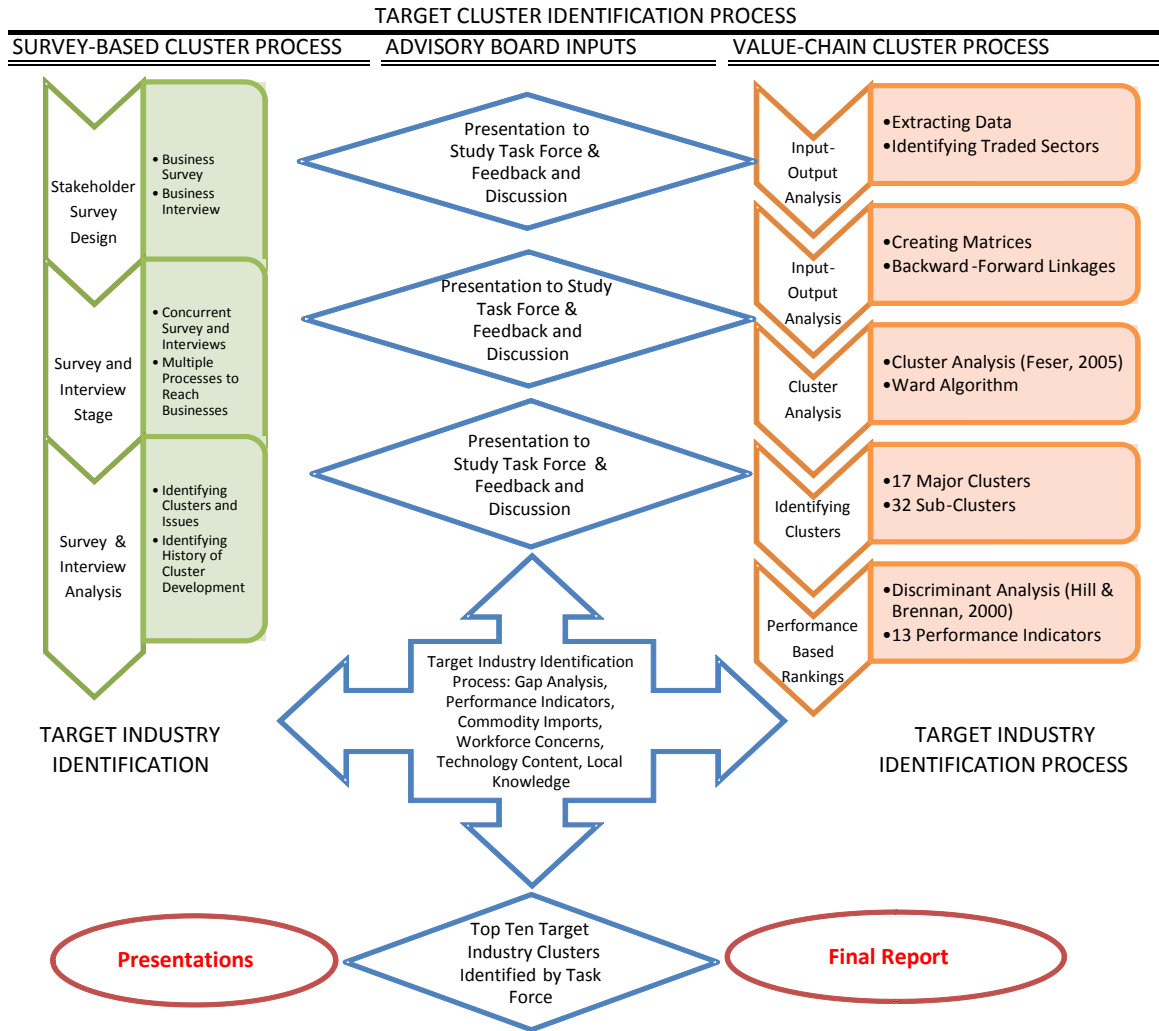 TARGET CLUSTER IDENTIFICATION PROCESS
SURVEY-BASED CLUSTER PROCESS
ADVISORY BOARD INPUTS
VALUE-CHAIN CLUSTER PROCESS
Stakeholder
Survey
Design
• Business
Survey
• Business
Interview
Survey and
Interview
Stage
• Concurrent
Survey and
Interviews
• Multiple
Processes to
Reach
Businesses
Survey &
Interview
Analysis
• Identifying
Clusters and
Issues
• Identifying
History of
Cluster
Development
TARGET INDUSTRY
IDENTIFICATION
Presentation to
Study Task Force &
Feedback and
Discussion
Presentation to Study
Task Force &
Feedback and
Discussion
Presentation to
Study Task Force &
Feedback and
Discussion
Target Industry Identification
Process: Gap Analysis,
Performance Indicators,
Commodity Imports,
Workforce Concerns,
Technology Content, Local
Knowledge
Input-
Output
Analysis
•Extracting Data
•Identifying Traded Sectors
Input-
Output
Analysis
•Creating Matrices
•Backward-Forward Linkages
Cluster
Analysis
•Cluster Analysis (Feser, 2005)
•Ward Algorithm
Identifying
Clusters
•17 Major Clusters
•32 Sub-Clusters
Performance
Based
Rankings
•Discriminant Analysis (Hill &
Brennan, 2000)
•13 Performance Indicators
TARGET INDUSTRY
IDENTIFICATION PROCESS
Presentations
Top Ten Target
Industry Clusters
Identified by Task
Force
Final Report